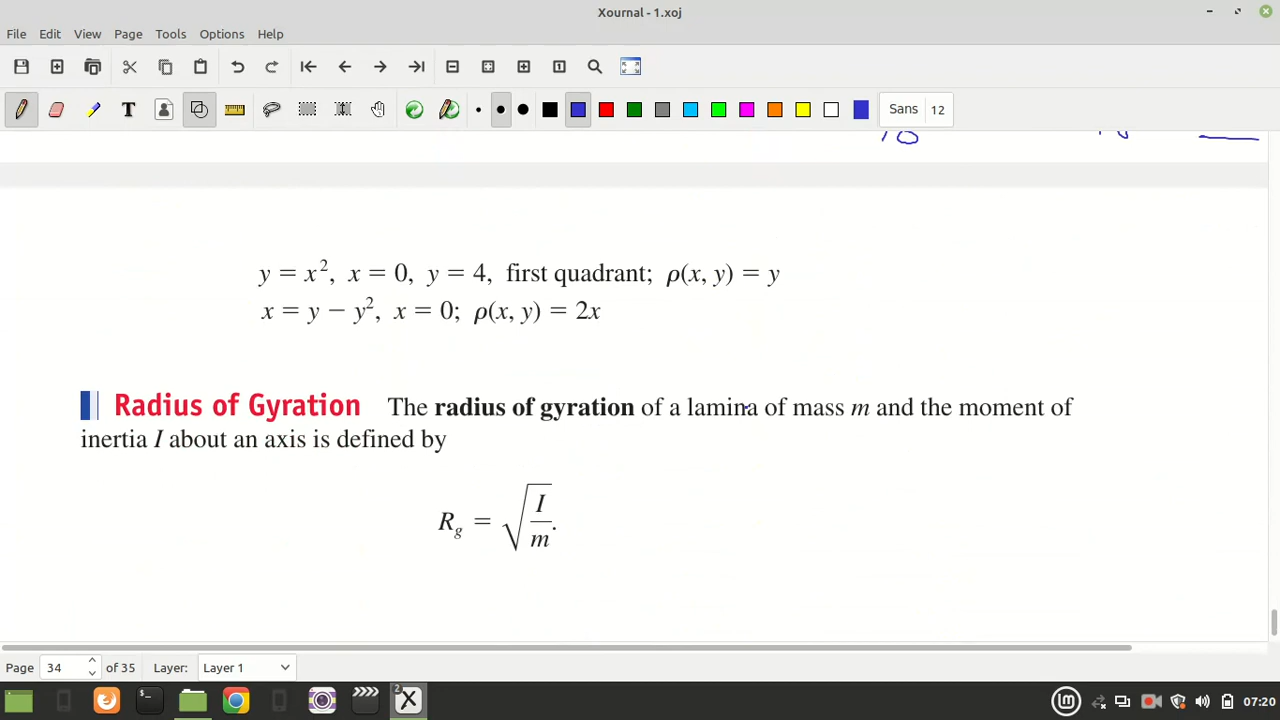 Xournal - 1.xoj
File Edit View Page Tools Options Help
Sans 12
y = x², x = 0, y = 4, first quadrant; ρ(x, y) = y
x = y − y², x = 0; ρ(x, y) = 2x
Radius of Gyration The radius of gyration of a lamina of mass m and the moment of
inertia I about an axis is defined by
R_g = √(I/m).
Page 34 of 35 Layer: Layer 1
2 07:20